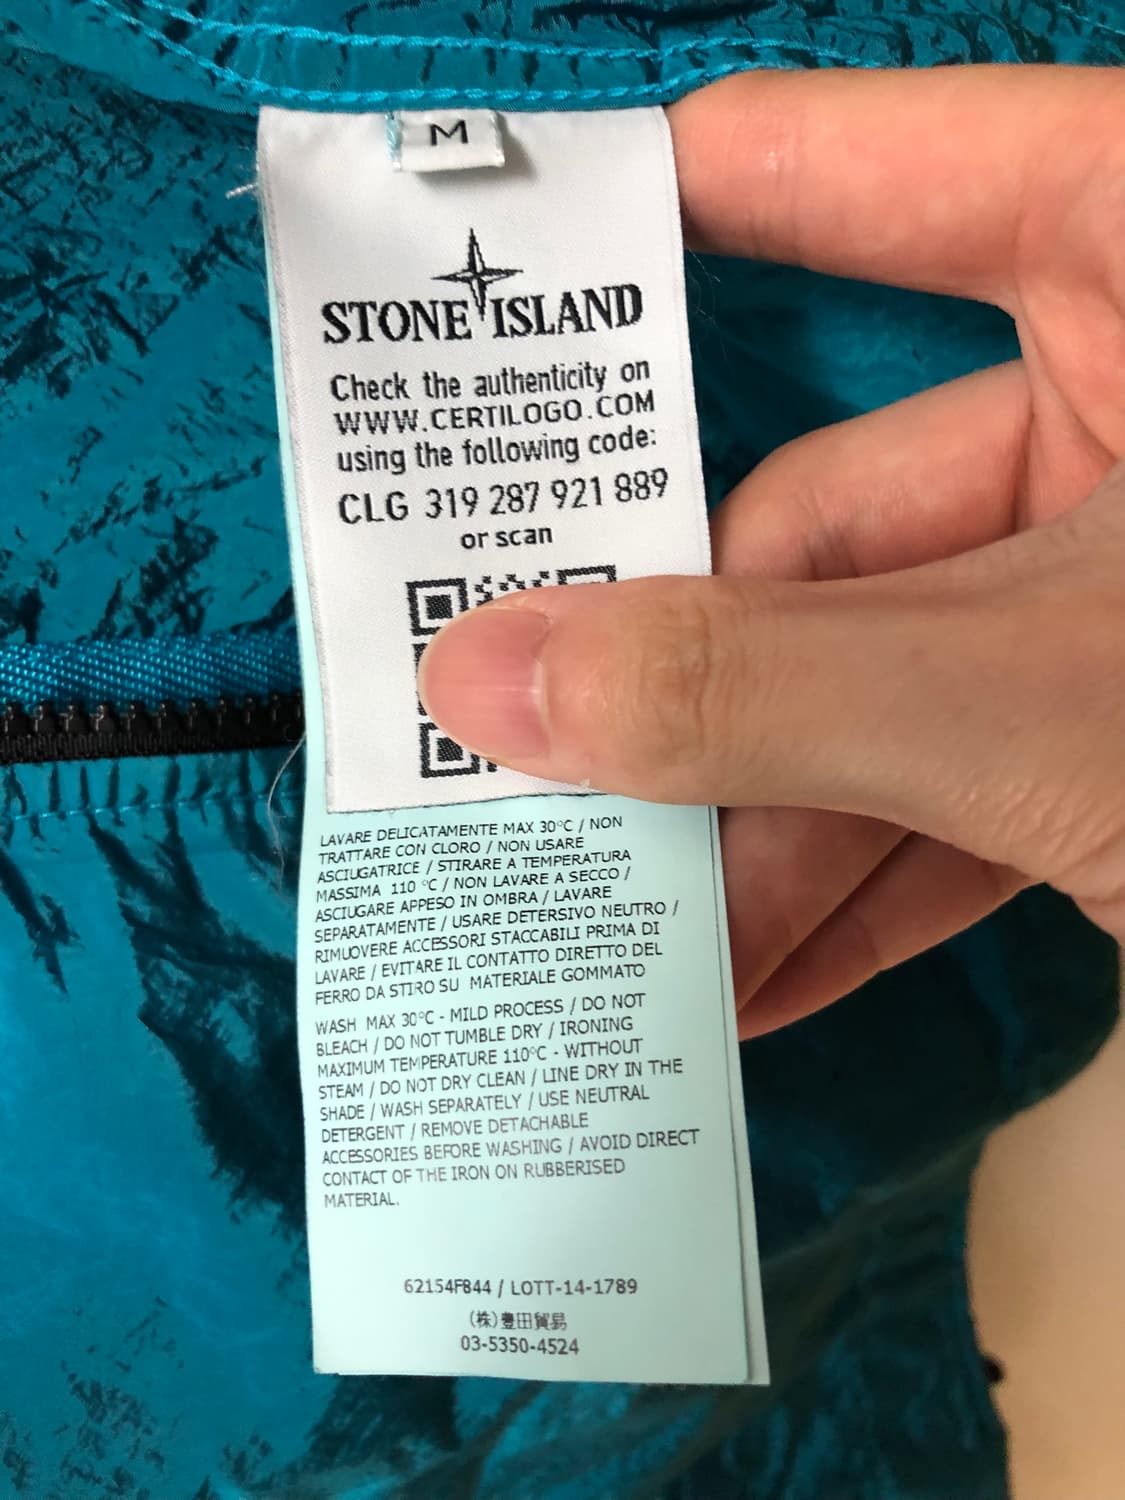 M
STONE ISLAND
Check the authenticity on
WWW.CERTILOGO.COM
using the following code:
CLG 319 287 921 889
or scan
LAVARE DELICATAMENTE MAX 30°C / NON
TRATTARE CON CLORO / NON USARE
ASCIUGATRICE / STIRARE A TEMPERATURA
MASSIMA 110 °C / NON LAVARE A SECCO /
ASCIUGARE APPESO IN OMBRA / LAVARE
SEPARATAMENTE / USARE DETERSIVO NEUTRO /
RIMUOVERE ACCESSORI STACCABILI PRIMA DI
LAVARE / EVITARE IL CONTATTO DIRETTO DEL
FERRO DA STIRO SU MATERIALE GOMMATO
WASH MAX 30°C - MILD PROCESS / DO NOT
BLEACH / DO NOT TUMBLE DRY / IRONING
MAXIMUM TEMPERATURE 110°C - WITHOUT
STEAM / DO NOT DRY CLEAN / LINE DRY IN THE
SHADE / WASH SEPARATELY / USE NEUTRAL
DETERGENT / REMOVE DETACHABLE
ACCESSORIES BEFORE WASHING / AVOID DIRECT
CONTACT OF THE IRON ON RUBBERISED
MATERIAL.
62154F844 / LOTT-14-1789
(株)豊田貿易
03-5350-4524